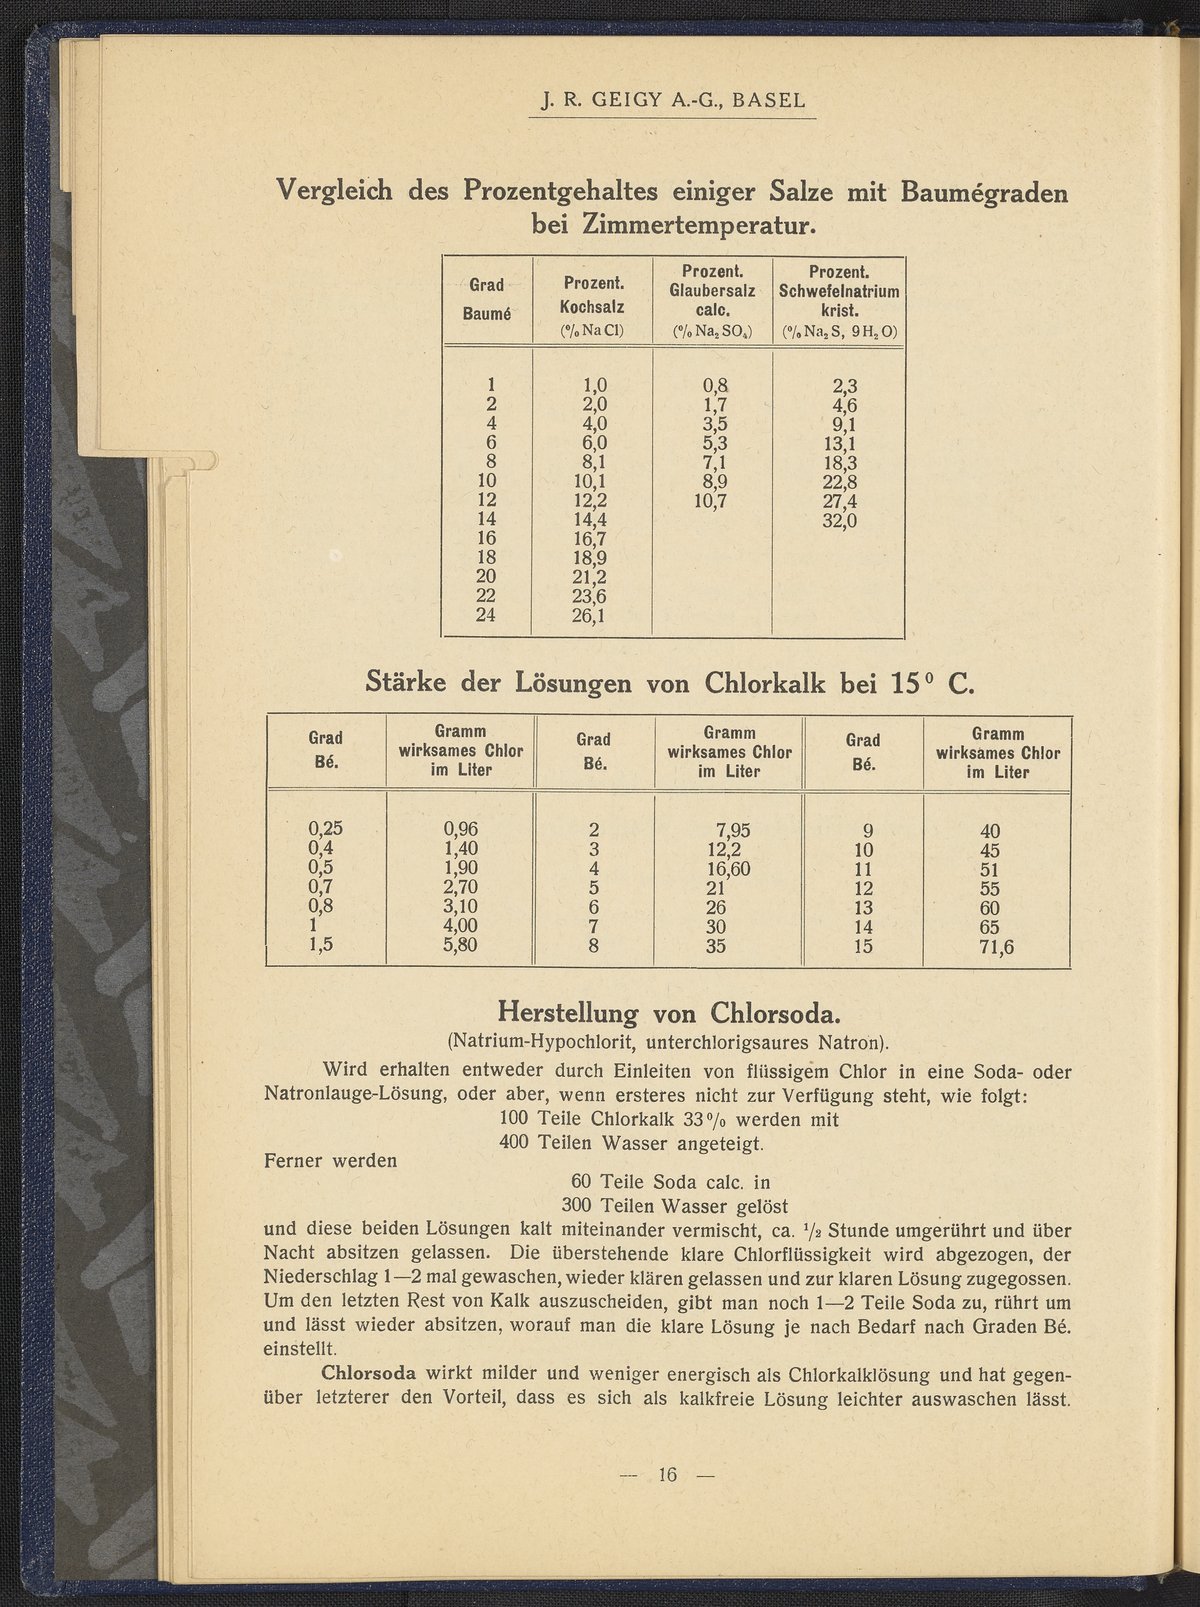 J. R. GEIGY A.-G., BASEL
Vergleich des Prozentgehaltes einiger Salze mit Baumégraden
bei Zimmertemperatur.
Grad Baumé | Prozent. Kochsalz (% Na Cl) | Prozent. Glaubersalz calc. (% Na₂ SO₄) | Prozent. Schwefelnatrium krist. (% Na₂ S, 9 H₂ O)
1 1,0 0,8 2,3
2 2,0 1,7 4,6
4 4,0 3,5 9,1
6 6,0 5,3 13,1
8 8,1 7,1 18,3
10 10,1 8,9 22,8
12 12,2 10,7 27,4
14 14,4 32,0
16 16,7
18 18,9
20 21,2
22 23,6
24 26,1
Stärke der Lösungen von Chlorkalk bei 15⁰ C.
Grad Bé. | Gramm wirksames Chlor im Liter | Grad Bé. | Gramm wirksames Chlor im Liter | Grad Bé. | Gramm wirksames Chlor im Liter
0,25 0,96 2 7,95 9 40
0,4 1,40 3 12,2 10 45
0,5 1,90 4 16,60 11 51
0,7 2,70 5 21 12 55
0,8 3,10 6 26 13 60
1 4,00 7 30 14 65
1,5 5,80 8 35 15 71,6
Herstellung von Chlorsoda.
(Natrium-Hypochlorit, unterchlorigsaures Natron).
Wird erhalten entweder durch Einleiten von flüssigem Chlor in eine Soda- oder
Natronlauge-Lösung, oder aber, wenn ersteres nicht zur Verfügung steht, wie folgt:
100 Teile Chlorkalk 33 % werden mit
400 Teilen Wasser angeteigt.
Ferner werden
60 Teile Soda calc. in
300 Teilen Wasser gelöst
und diese beiden Lösungen kalt miteinander vermischt, ca. ½ Stunde umgerührt und über
Nacht absitzen gelassen. Die überstehende klare Chlorflüssigkeit wird abgezogen, der
Niederschlag 1—2 mal gewaschen, wieder klären gelassen und zur klaren Lösung zugegossen.
Um den letzten Rest von Kalk auszuscheiden, gibt man noch 1—2 Teile Soda zu, rührt um
und lässt wieder absitzen, worauf man die klare Lösung je nach Bedarf nach Graden Bé.
einstellt.
Chlorsoda wirkt milder und weniger energisch als Chlorkalklösung und hat gegen-
über letzterer den Vorteil, dass es sich als kalkfreie Lösung leichter auswaschen lässt.
— 16 —